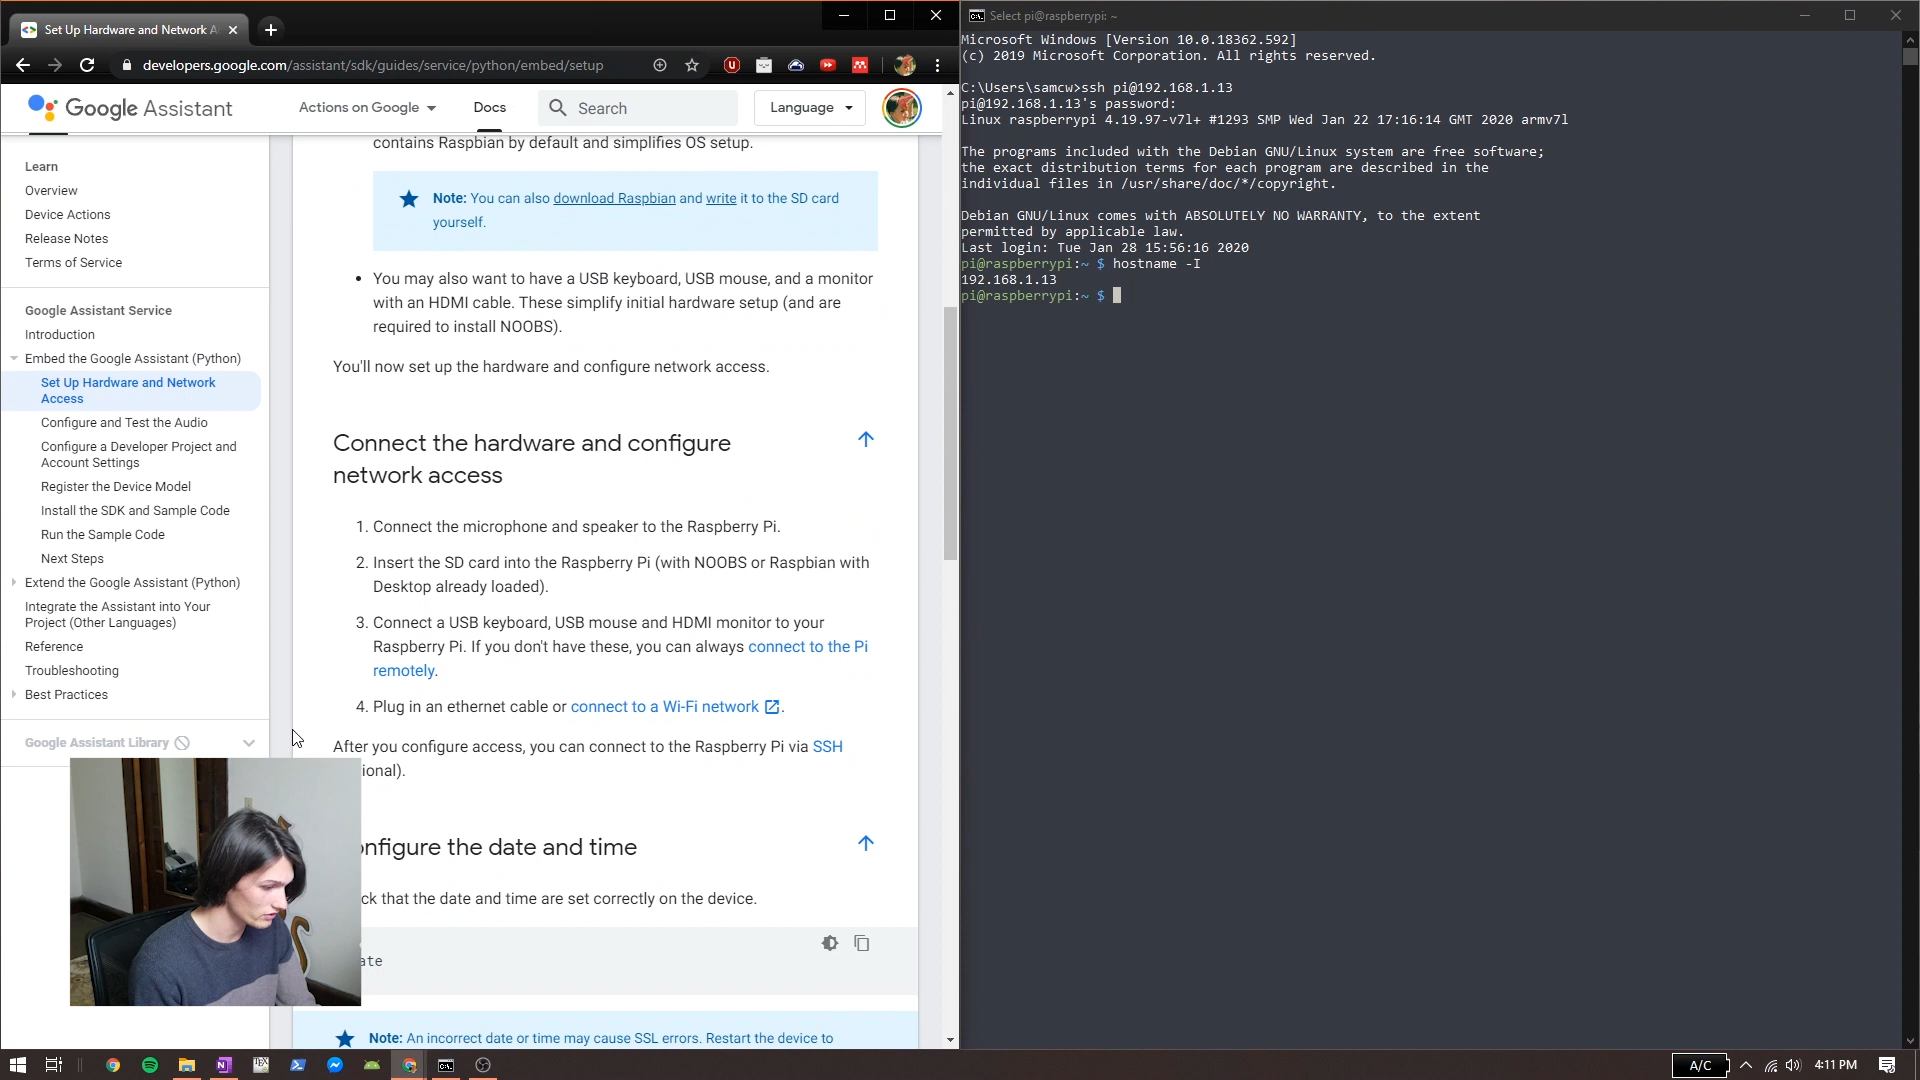 Set Up Hardware and Network A
developers.google.com/assistant/sdk/guides/service/python/embed/setup
Google Assistant
Actions on Google
Docs
Search
Language
Learn
Overview
Device Actions
Release Notes
Terms of Service
Google Assistant Service
Introduction
Embed the Google Assistant (Python)
Set Up Hardware and Network
Access
Configure and Test the Audio
Configure a Developer Project and
Account Settings
Register the Device Model
Install the SDK and Sample Code
Run the Sample Code
Next Steps
Extend the Google Assistant (Python)
Integrate the Assistant into Your
Project (Other Languages)
Reference
Troubleshooting
Best Practices
Google Assistant Library
contains Raspbian by default and simplifies OS setup.
Note: You can also download Raspbian and write it to the SD card
yourself.
• You may also want to have a USB keyboard, USB mouse, and a monitor
with an HDMI cable. These simplify initial hardware setup (and are
required to install NOOBS).
You'll now set up the hardware and configure network access.
Connect the hardware and configure
network access
1. Connect the microphone and speaker to the Raspberry Pi.
2. Insert the SD card into the Raspberry Pi (with NOOBS or Raspbian with
Desktop already loaded).
3. Connect a USB keyboard, USB mouse and HDMI monitor to your
Raspberry Pi. If you don't have these, you can always connect to the Pi
remotely.
4. Plug in an ethernet cable or connect to a Wi-Fi network.
After you configure access, you can connect to the Raspberry Pi via SSH
ional).
onfigure the date and time
ck that the date and time are set correctly on the device.
ate
Note: An incorrect date or time may cause SSL errors. Restart the device to
Select pi@raspberrypi: ~
Microsoft Windows [Version 10.0.18362.592]
(c) 2019 Microsoft Corporation. All rights reserved.
C:\Users\samcw>ssh pi@192.168.1.13
pi@192.168.1.13's password:
Linux raspberrypi 4.19.97-v7l+ #1293 SMP Wed Jan 22 17:16:14 GMT 2020 armv7l
The programs included with the Debian GNU/Linux system are free software;
the exact distribution terms for each program are described in the
individual files in /usr/share/doc/*/copyright.
Debian GNU/Linux comes with ABSOLUTELY NO WARRANTY, to the extent
permitted by applicable law.
Last login: Tue Jan 28 15:56:16 2020
pi@raspberrypi:~ $ hostname -I
192.168.1.13
pi@raspberrypi:~ $
A/C
4:11 PM